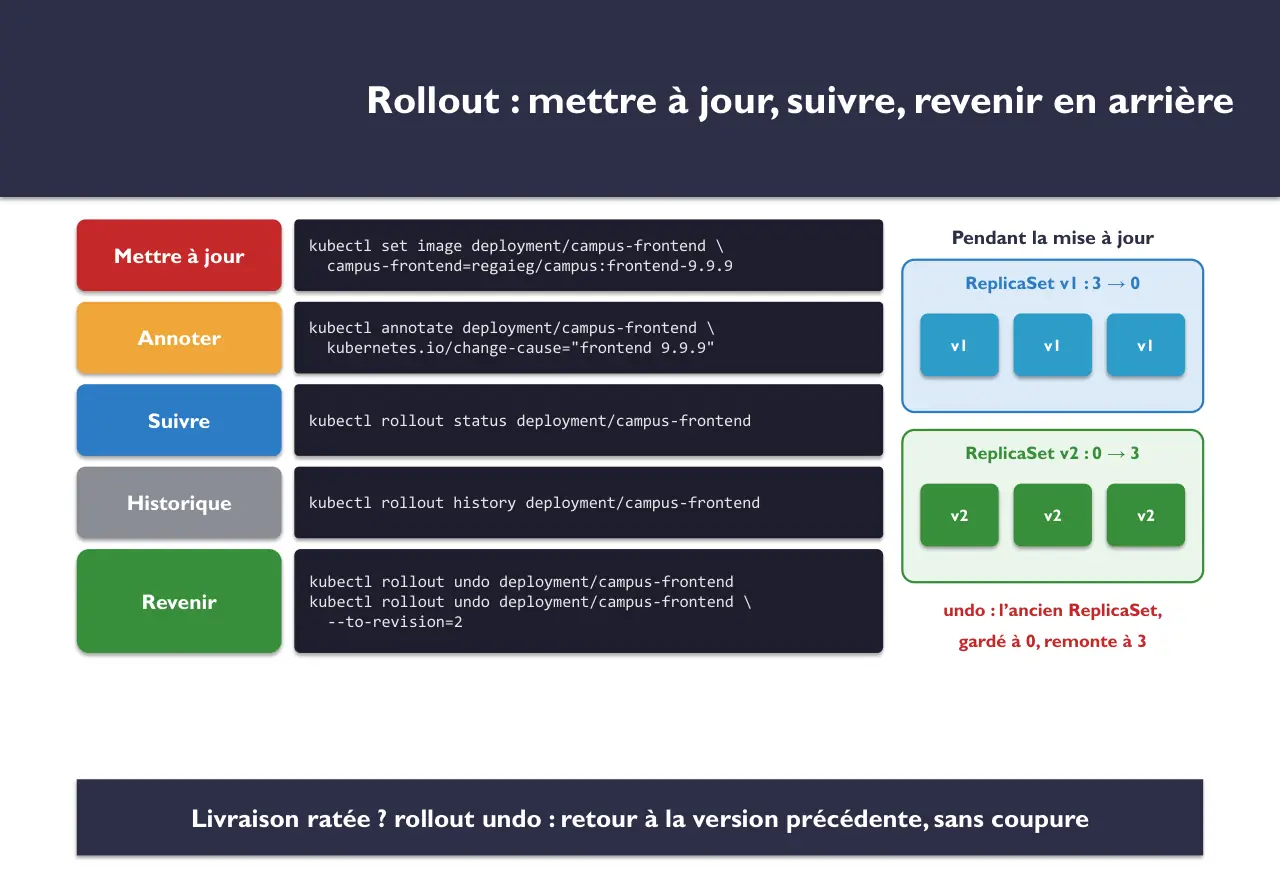 Rollout : mettre à jour, suivre, revenir en arrière
Mettre à jour
kubectl set image deployment/campus-frontend \
campus-frontend=regaieg/campus:frontend-9.9.9
Annoter
kubectl annotate deployment/campus-frontend \
kubernetes.io/change-cause="frontend 9.9.9"
Suivre
kubectl rollout status deployment/campus-frontend
Historique
kubectl rollout history deployment/campus-frontend
Revenir
kubectl rollout undo deployment/campus-frontend
kubectl rollout undo deployment/campus-frontend \
--to-revision=2
Pendant la mise à jour
ReplicaSet v1 : 3 → 0
v1 v1 v1
ReplicaSet v2 : 0 → 3
v2 v2 v2
undo : l’ancien ReplicaSet,
gardé à 0, remonte à 3
Livraison ratée ? rollout undo : retour à la version précédente, sans coupure